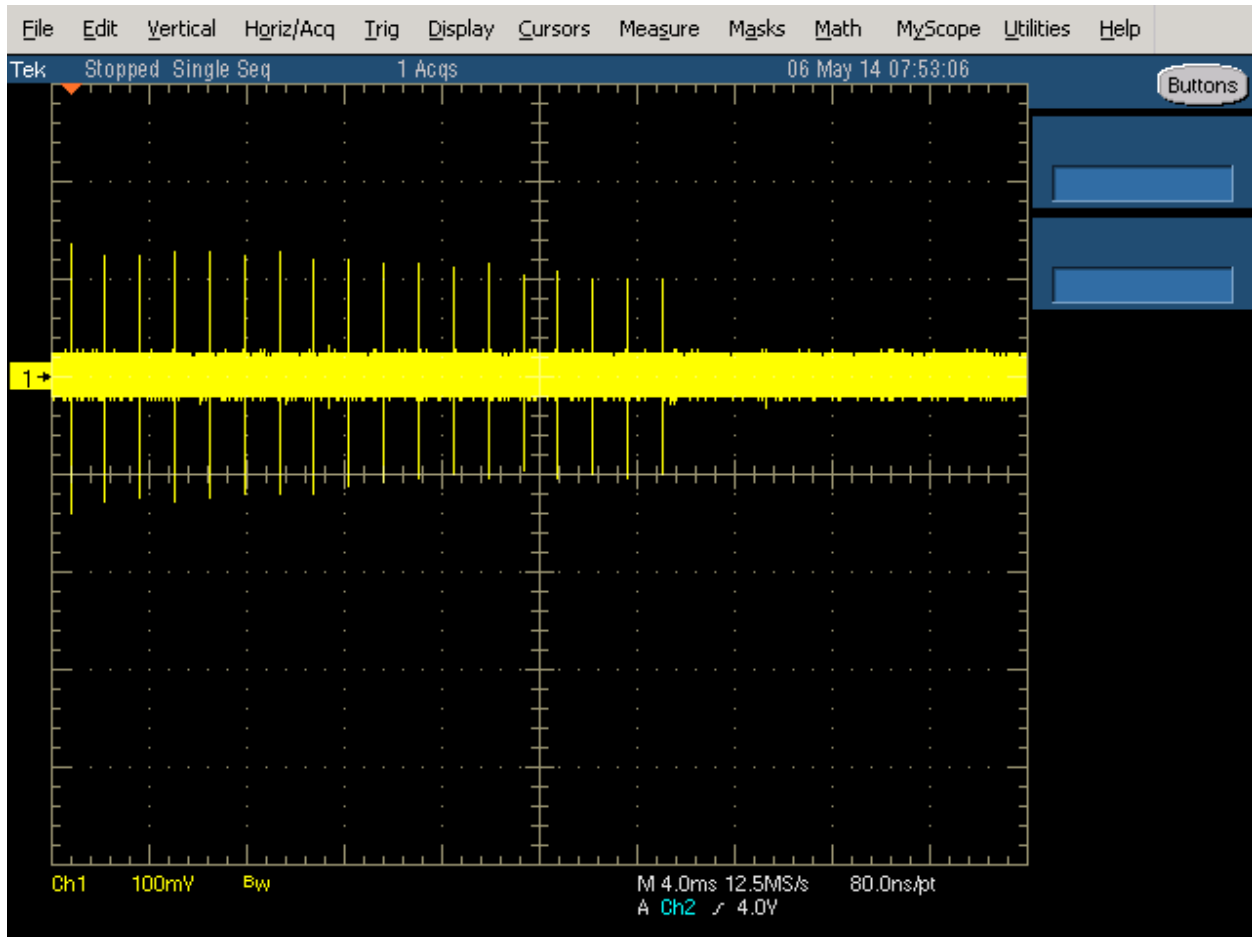 File Edit Vertical Horiz/Acq Trig Display Cursors Measure Masks Math MyScope Utilities Help
Tek Stopped Single Seq 1 Acqs 06 May 14 07:53:06 Buttons
1
Ch1 100mV Bw M 4.0ms 12.5MS/s 80.0ns/pt
A Ch2 4.0V